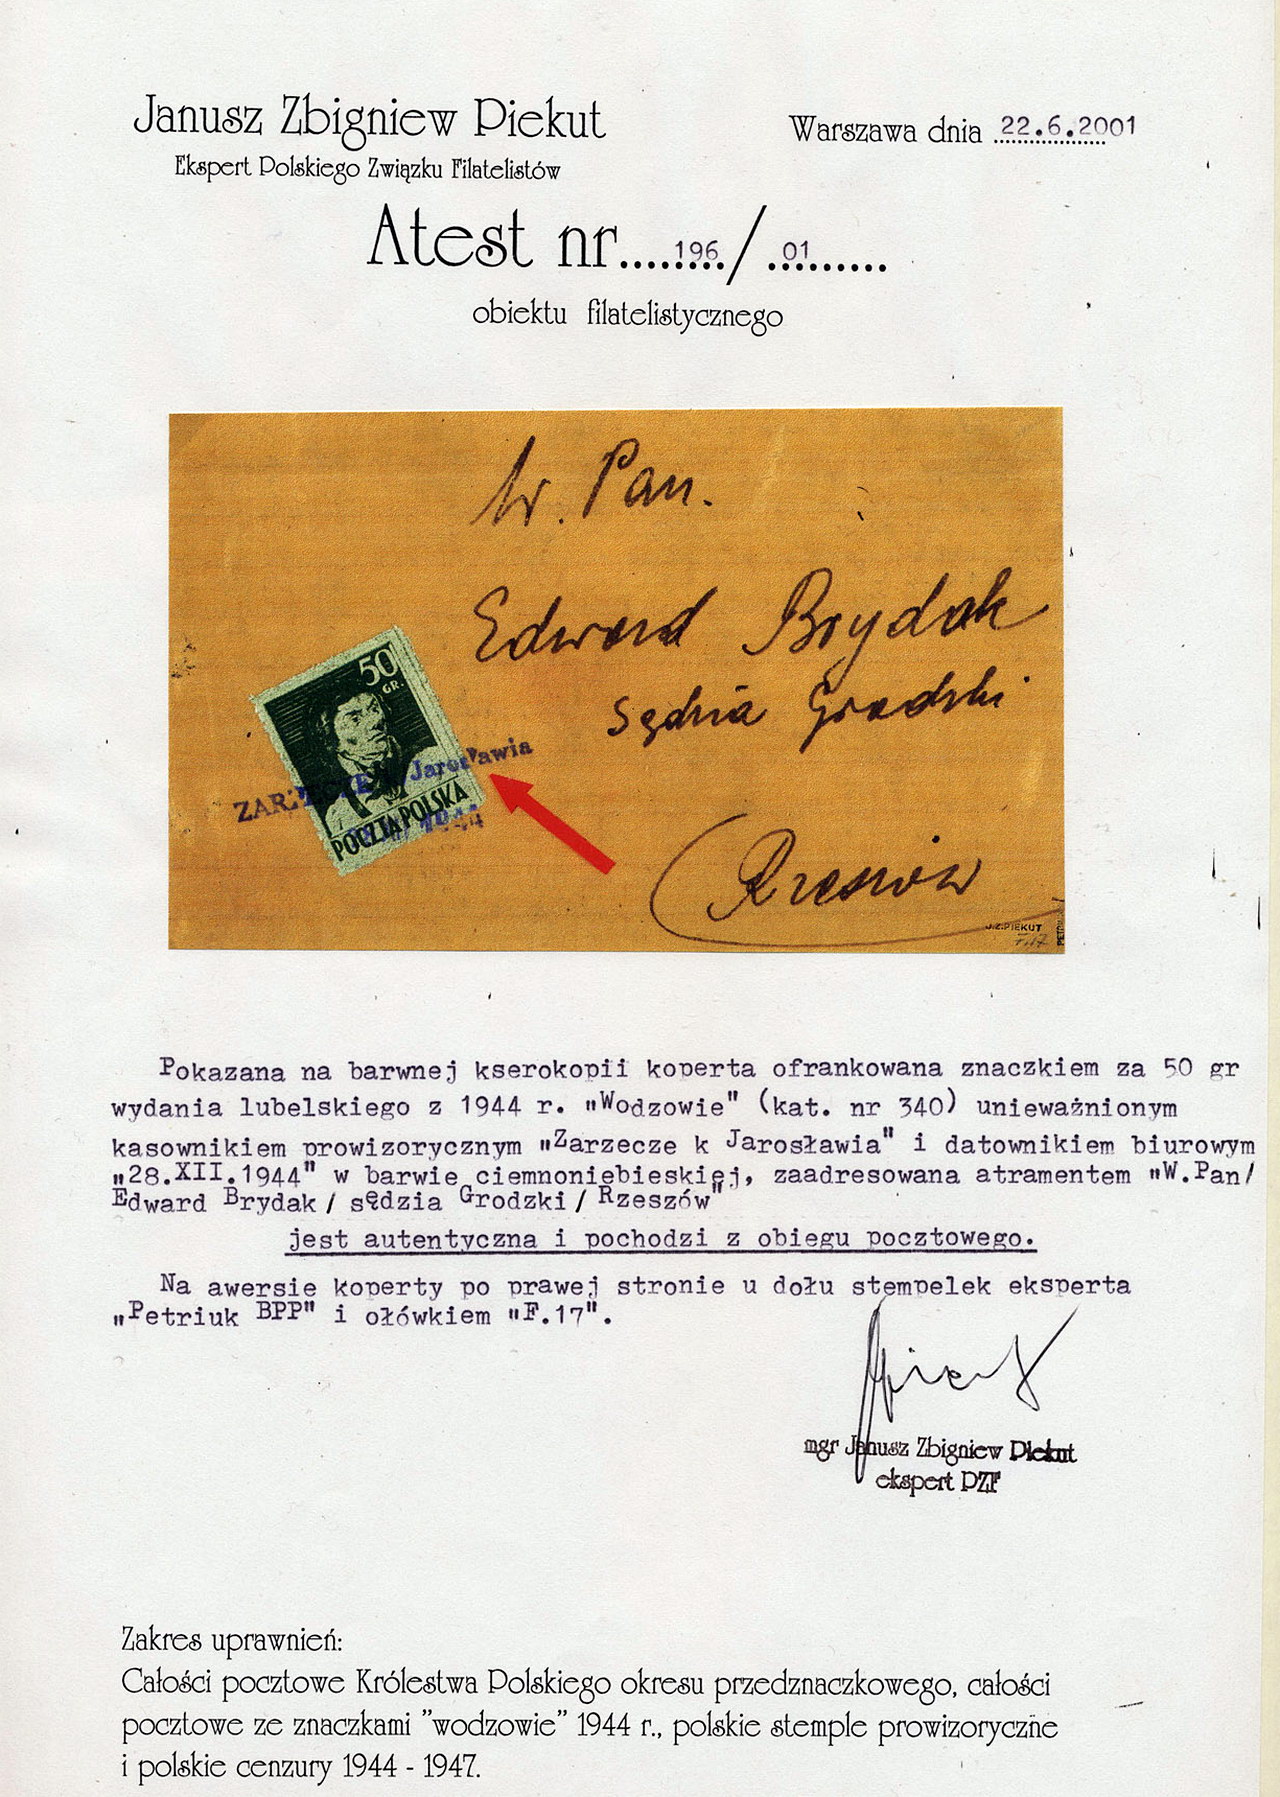 Janusz Zbigniew Piekut
Ekspert Polskiego Związku Filatelistów
Warszawa dnia 22.6.2001
Atest nr....196./.01.........
obiektu filatelistycznego
W. Pan.
Edward Brydak
Sędzia Grodzki
Rzeszów
50
GR.
ZARZECZE k Jarosławia
1944
POCZTA POLSKA
J.Z.PIEKUT
F.17
Pokazana na barwnej kserokopii koperta ofrankowana znaczkiem za 50 gr
wydania lubelskiego z 1944 r. "Wodzowie" (kat. nr 340) unieważnionym
kasownikiem prowizorycznym "Zarzecze k Jarosławia" i datownikiem biurowym
"28.XII.1944" w barwie ciemnoniebieskiej, zaadresowana atramentem "W.Pan/
Edward Brydak/ sędzia Grodzki/ Rzeszów"
jest autentyczna i pochodzi z obiegu pocztowego.
Na awersie koperty po prawej stronie u dołu stempelek eksperta
"Petriuk BPP" i ołówkiem "F.17".
mgr Janusz Zbigniew Piekut
ekspert PZF
Zakres uprawnień:
Całości pocztowe Królestwa Polskiego okresu przedznaczkowego, całości
pocztowe ze znaczkami "wodzowie" 1944 r., polskie stemple prowizoryczne
i polskie cenzury 1944 - 1947.